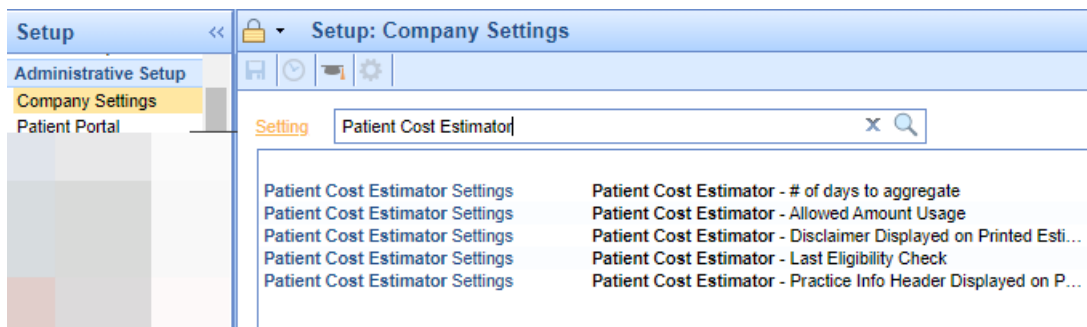 Setup <<
Setup: Company Settings
Administrative Setup
Company Settings
Patient Portal
Setting Patient Cost Estimator x
Patient Cost Estimator Settings Patient Cost Estimator - # of days to aggregate
Patient Cost Estimator Settings Patient Cost Estimator - Allowed Amount Usage
Patient Cost Estimator Settings Patient Cost Estimator - Disclaimer Displayed on Printed Esti...
Patient Cost Estimator Settings Patient Cost Estimator - Last Eligibility Check
Patient Cost Estimator Settings Patient Cost Estimator - Practice Info Header Displayed on P...